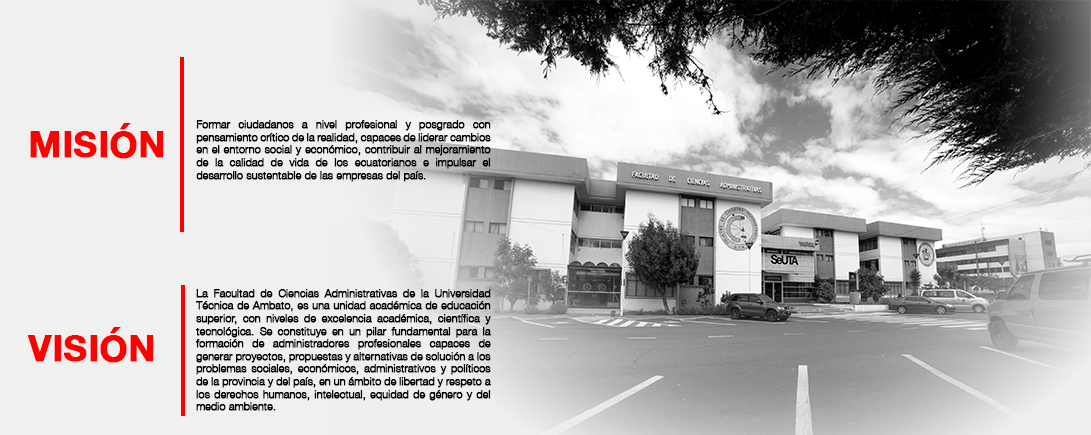 MISIÓN
Formar ciudadanos a nivel profesional y posgrado con
pensamiento crítico de la realidad, capaces de liderar cambios
en el entorno social y económico, contribuir al mejoramiento
de la calidad de vida de los ecuatorianos e impulsar el
desarrollo sustentable de las empresas del país.
FACULTAD DE CIENCIAS ADMINISTRATIVAS
SeUTA
VISIÓN
La Facultad de Ciencias Administrativas de la Universidad
Técnica de Ambato, es una unidad académica de educación
superior, con niveles de excelencia académica, científica y
tecnológica. Se constituye en un pilar fundamental para la
formación de administradores profesionales capaces de
generar proyectos, propuestas y alternativas de solución a los
problemas sociales, económicos, administrativos y políticos
de la provincia y del país, en un ámbito de libertad y respeto a
los derechos humanos, intelectual, equidad de género y del
medio ambiente.